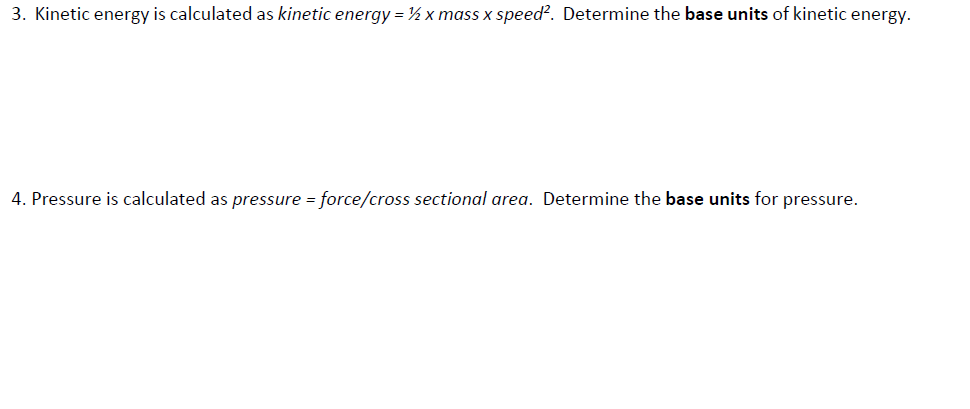 3. Kinetic energy is calculated as kinetic energy = ½ x mass x speed². Determine the base units of kinetic energy.
4. Pressure is calculated as pressure = force/cross sectional area. Determine the base units for pressure.